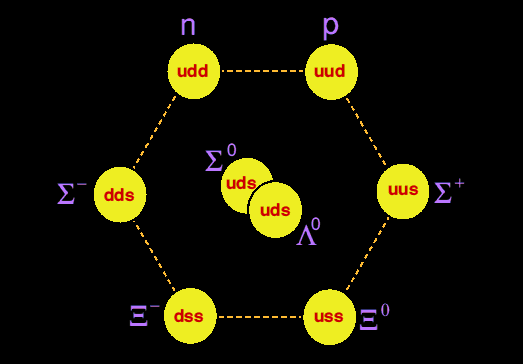 n p
udd uud
Σ⁰
Σ⁻ dds uds uus Σ⁺
uds
Λ⁰
Ξ⁻ dss uss Ξ⁰